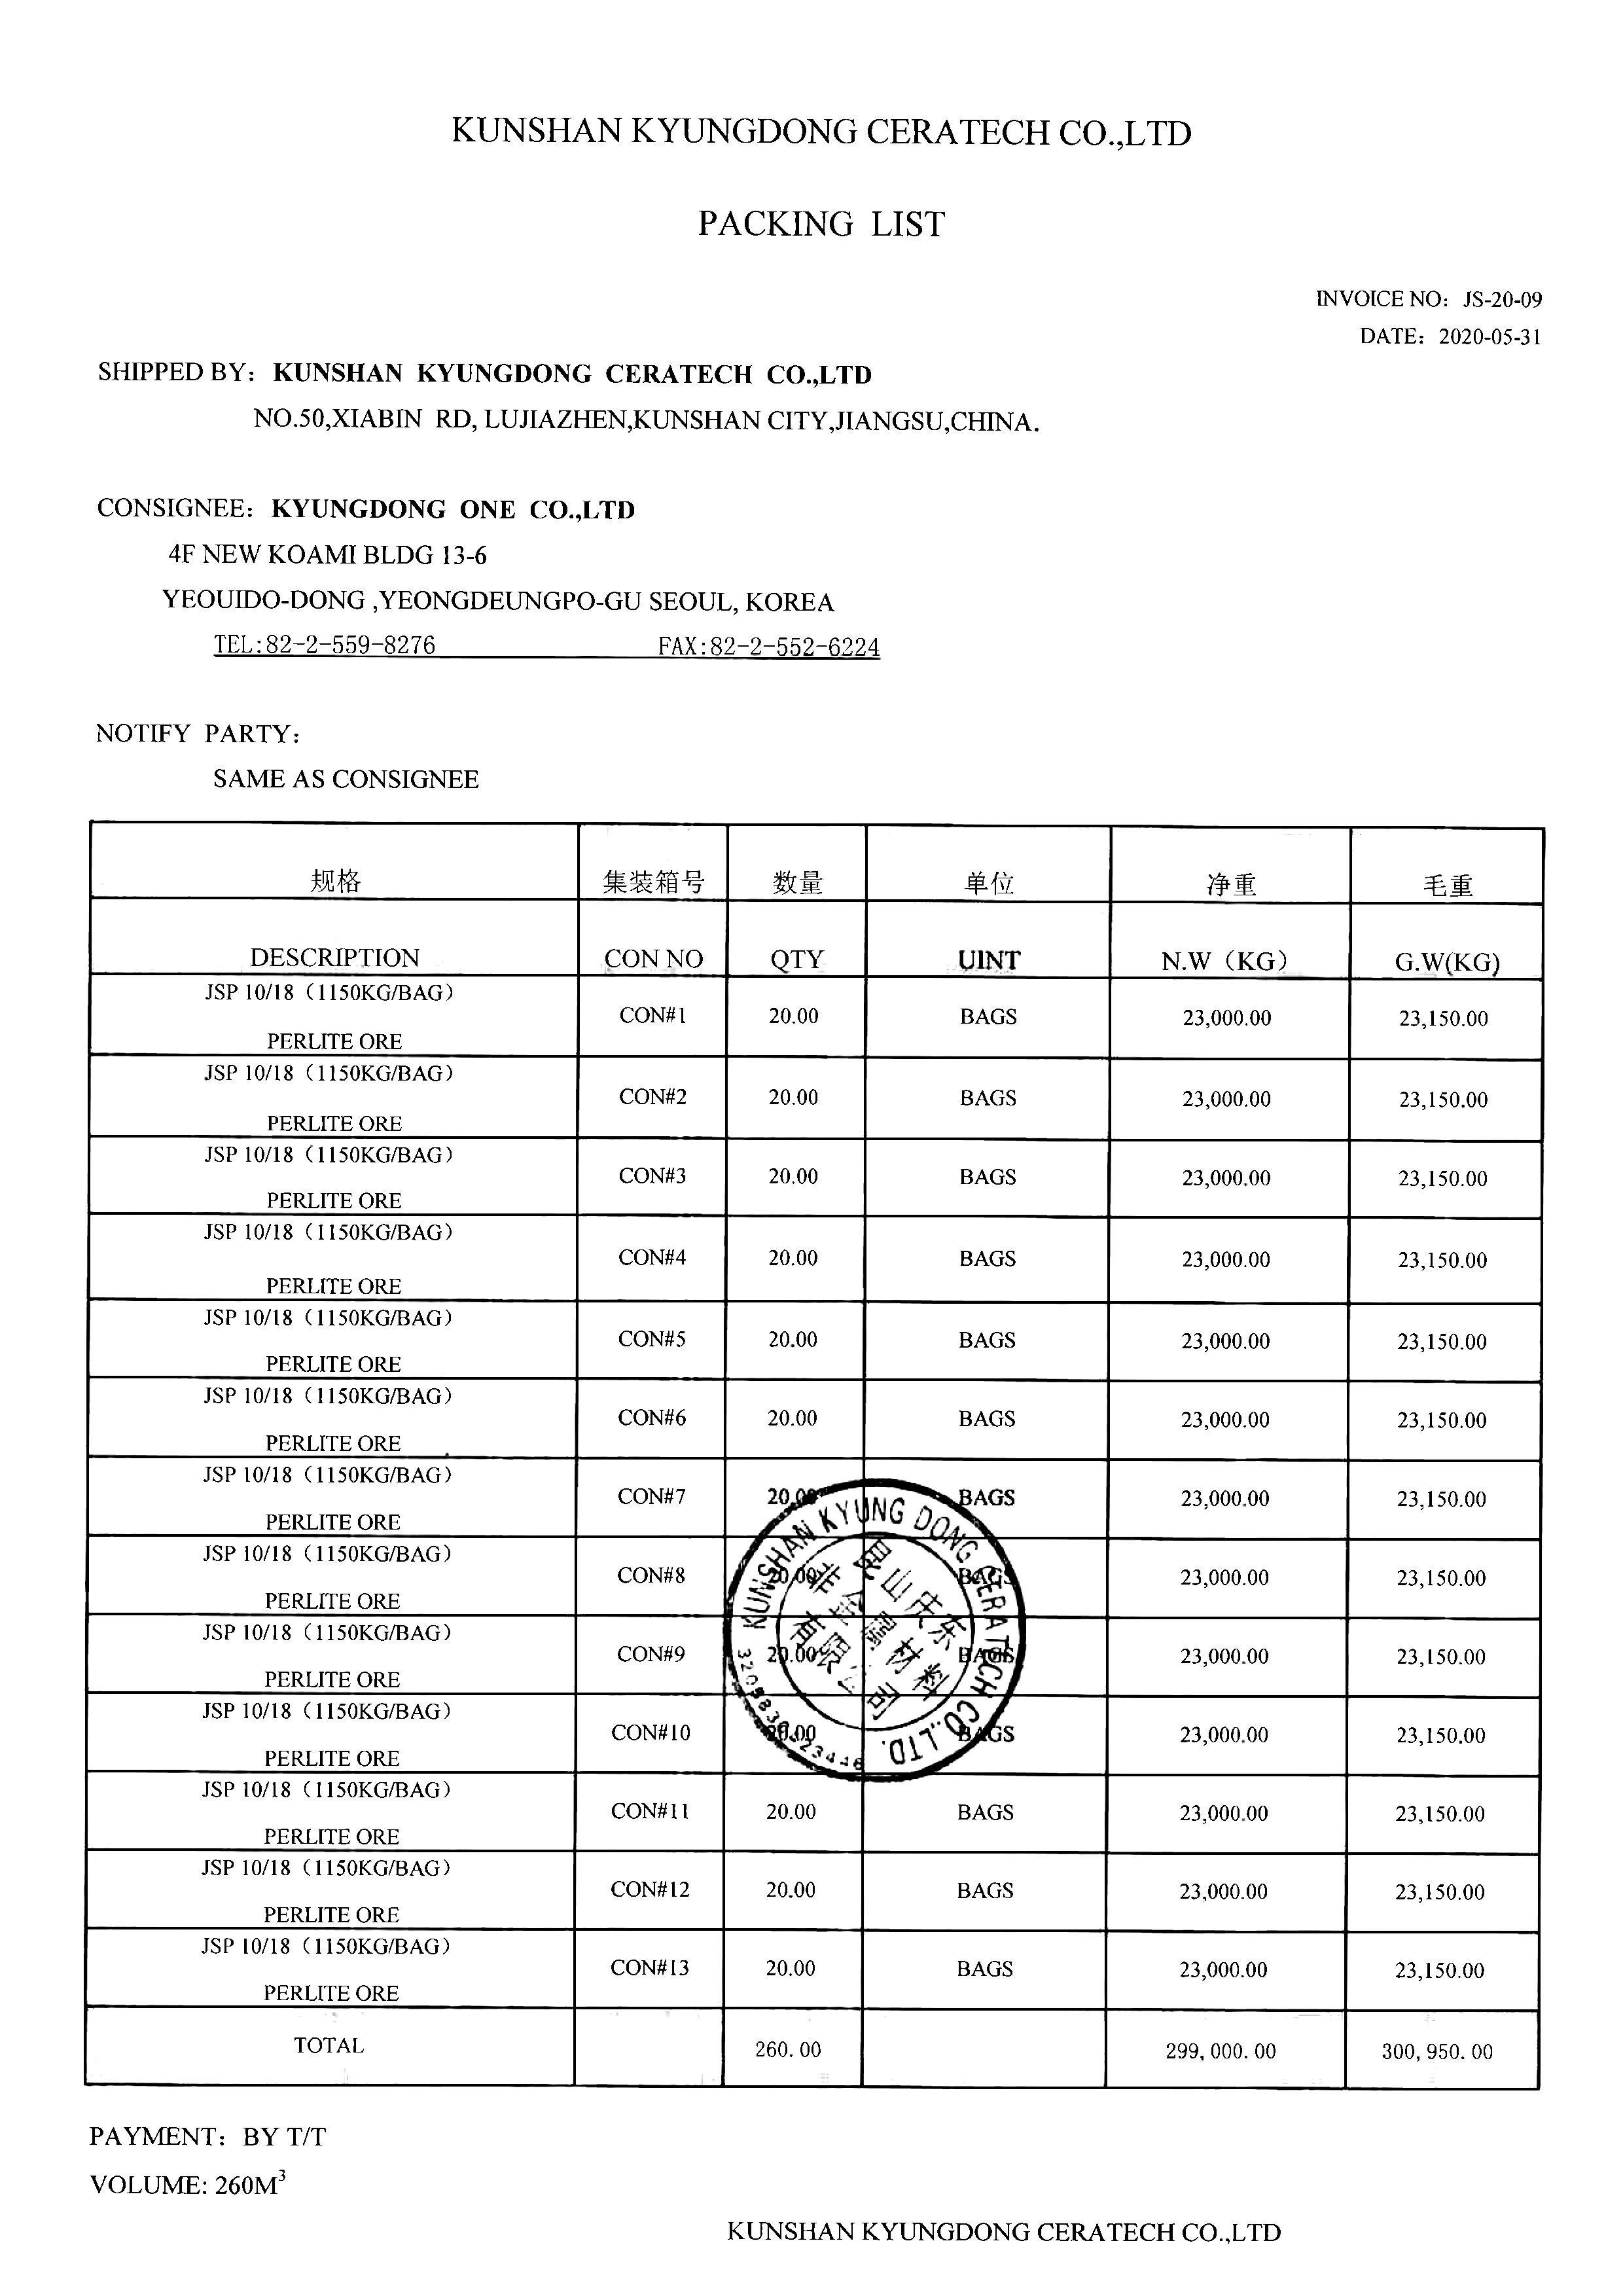 KUNSHAN KYUNGDONG CERATECH CO.,LTD
PACKING LIST
INVOICE NO: JS-20-09
DATE: 2020-05-31
SHIPPED BY: KUNSHAN KYUNGDONG CERATECH CO.,LTD
NO.50,XIABIN RD, LUJIAZHEN,KUNSHAN CITY,JIANGSU,CHINA.
CONSIGNEE: KYUNGDONG ONE CO.,LTD
4F NEW KOAMI BLDG 13-6
YEOUIDO-DONG ,YEONGDEUNGPO-GU SEOUL, KOREA
TEL:82-2-559-8276 FAX:82-2-552-6224
NOTIFY PARTY:
SAME AS CONSIGNEE
规格 集装箱号 数量 单位 净重 毛重
DESCRIPTION CON NO QTY UINT N.W（KG） G.W(KG)
JSP 10/18（1150KG/BAG）
PERLITE ORE CON#1 20.00 BAGS 23,000.00 23,150.00
JSP 10/18（1150KG/BAG）
PERLITE ORE CON#2 20.00 BAGS 23,000.00 23,150.00
JSP 10/18（1150KG/BAG）
PERLITE ORE CON#3 20.00 BAGS 23,000.00 23,150.00
JSP 10/18（1150KG/BAG）
PERLITE ORE CON#4 20.00 BAGS 23,000.00 23,150.00
JSP 10/18（1150KG/BAG）
PERLITE ORE CON#5 20.00 BAGS 23,000.00 23,150.00
JSP 10/18（1150KG/BAG）
PERLITE ORE CON#6 20.00 BAGS 23,000.00 23,150.00
JSP 10/18（1150KG/BAG）
PERLITE ORE CON#7 20.00 BAGS 23,000.00 23,150.00
JSP 10/18（1150KG/BAG）
PERLITE ORE CON#8 20.00 BAGS 23,000.00 23,150.00
JSP 10/18（1150KG/BAG）
PERLITE ORE CON#9 20.00 BAGS 23,000.00 23,150.00
JSP 10/18（1150KG/BAG）
PERLITE ORE CON#10 20.00 BAGS 23,000.00 23,150.00
JSP 10/18（1150KG/BAG）
PERLITE ORE CON#11 20.00 BAGS 23,000.00 23,150.00
JSP 10/18（1150KG/BAG）
PERLITE ORE CON#12 20.00 BAGS 23,000.00 23,150.00
JSP 10/18（1150KG/BAG）
PERLITE ORE CON#13 20.00 BAGS 23,000.00 23,150.00
TOTAL 260.00 299,000.00 300,950.00
KUNSHAN KYUNG DONG CERATECH CO.,LTD.
PAYMENT: BY T/T
VOLUME: 260M³
KUNSHAN KYUNGDONG CERATECH CO.,LTD